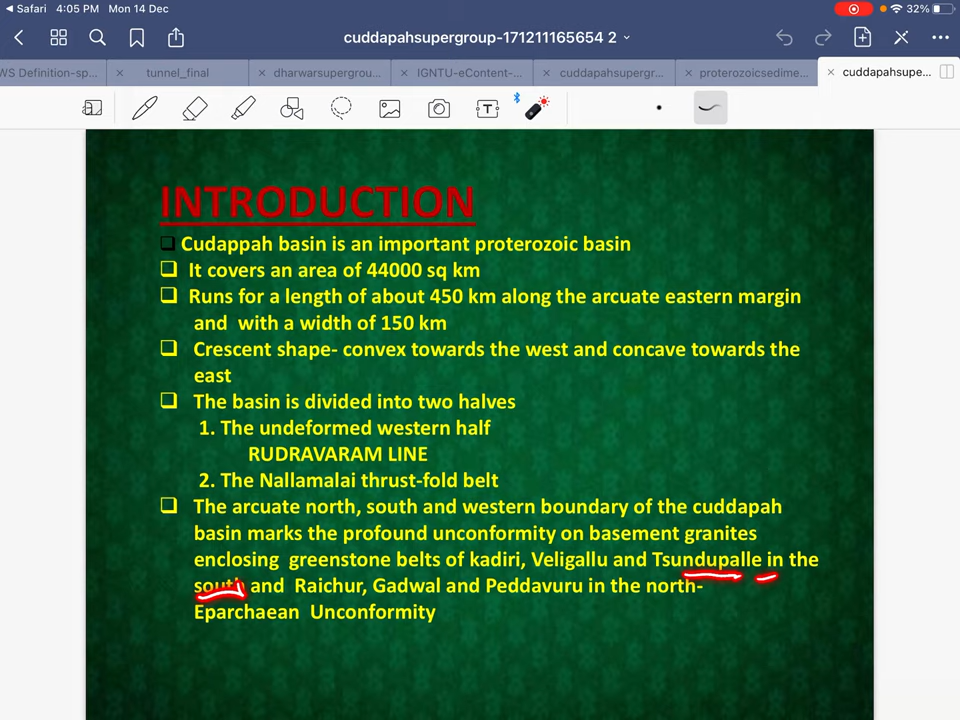 Safari 4:05 PM Mon 14 Dec 32%
cuddapahsupergroup-171211165654 2
WS Definition-sp... tunnel_final dharwarsupergrou... IGNTU-eContent-... cuddapahsupergr... proterozoicsedime... cuddapahsupe...
INTRODUCTION
Cudappah basin is an important proterozoic basin
It covers an area of 44000 sq km
Runs for a length of about 450 km along the arcuate eastern margin
and with a width of 150 km
Crescent shape- convex towards the west and concave towards the
east
The basin is divided into two halves
1. The undeformed western half
RUDRAVARAM LINE
2. The Nallamalai thrust-fold belt
The arcuate north, south and western boundary of the cuddapah
basin marks the profound unconformity on basement granites
enclosing greenstone belts of kadiri, Veligallu and Tsundupalle in the
south and Raichur, Gadwal and Peddavuru in the north-
Eparchaean Unconformity